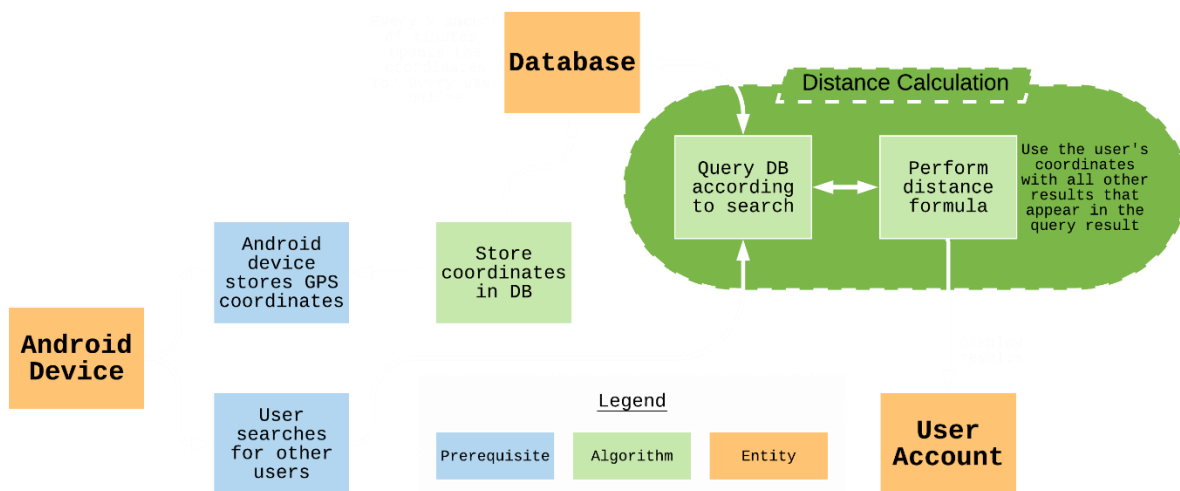 Database
Distance Calculation
Query DB
according
to search
Perform
distance
formula
Use the user's
coordinates
with all other
results that
appear in the
query result
Android
device
stores GPS
coordinates
Store
coordinates
in DB
Android
Device
User
searches
for other
users
Legend
Prerequisite
Algorithm
Entity
User
Account